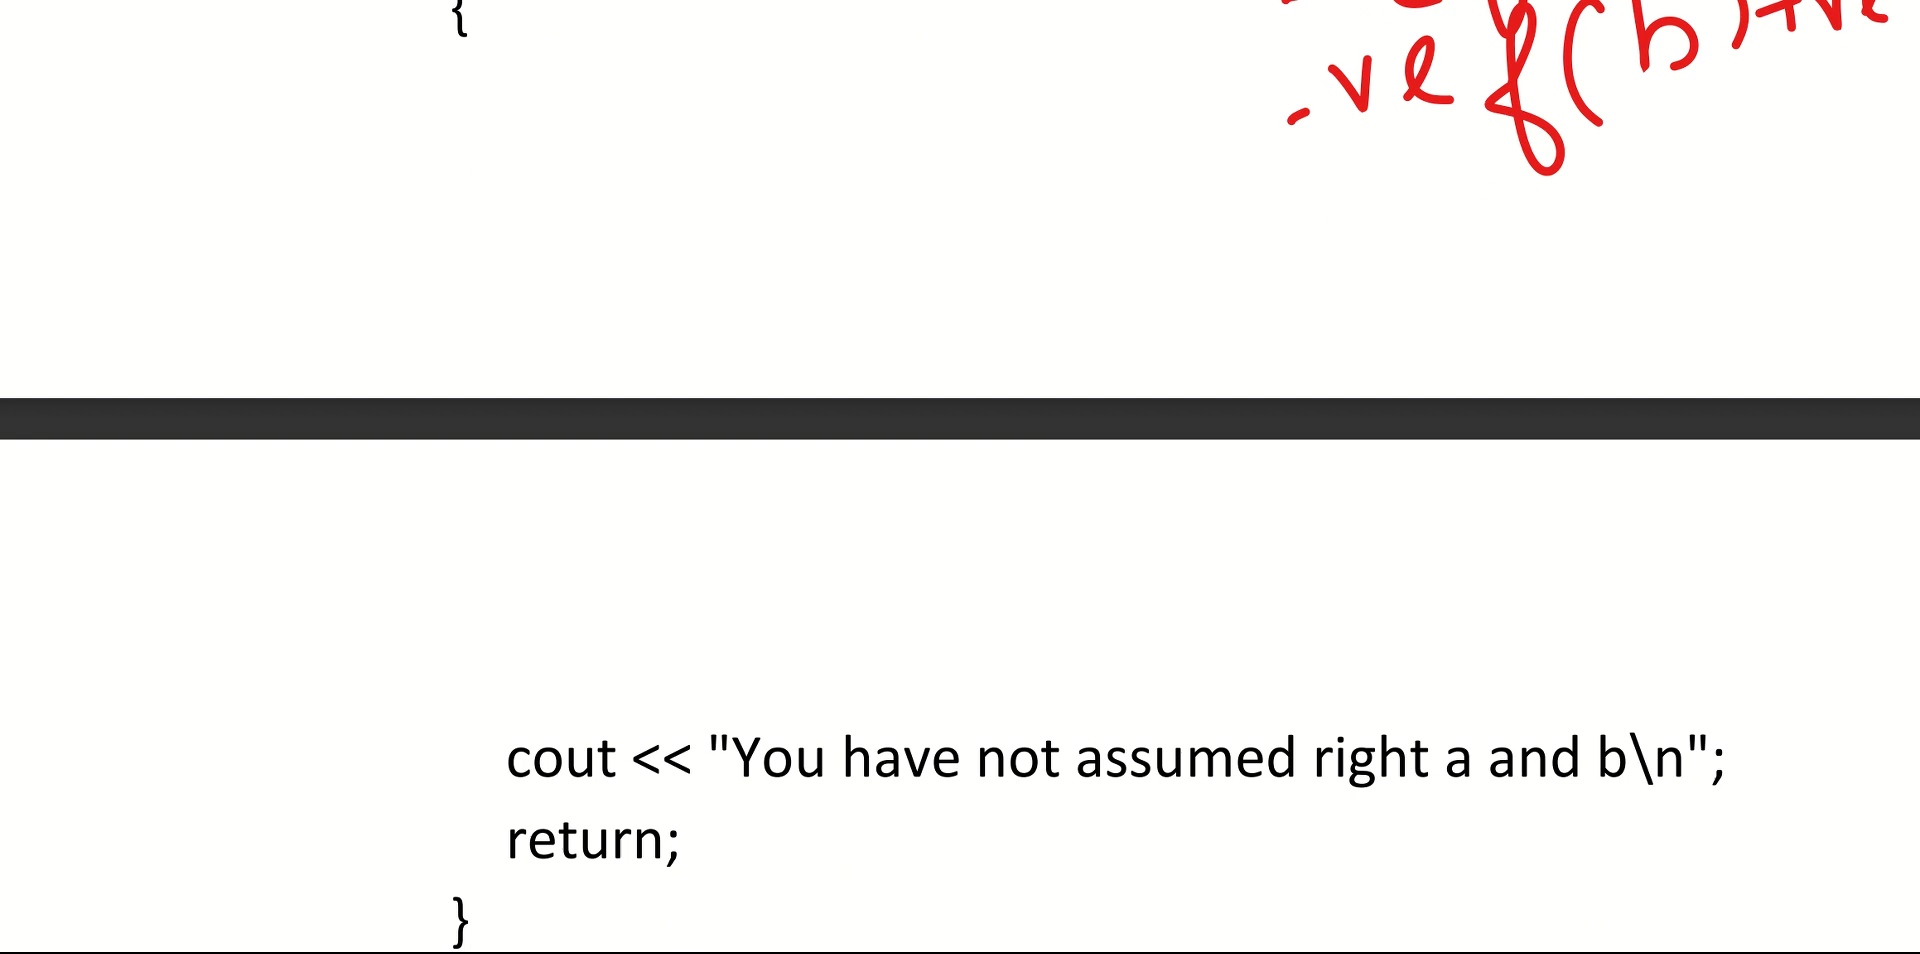 {
-ve f(b)+ve
cout << "You have not assumed right a and b\n";
return;
}